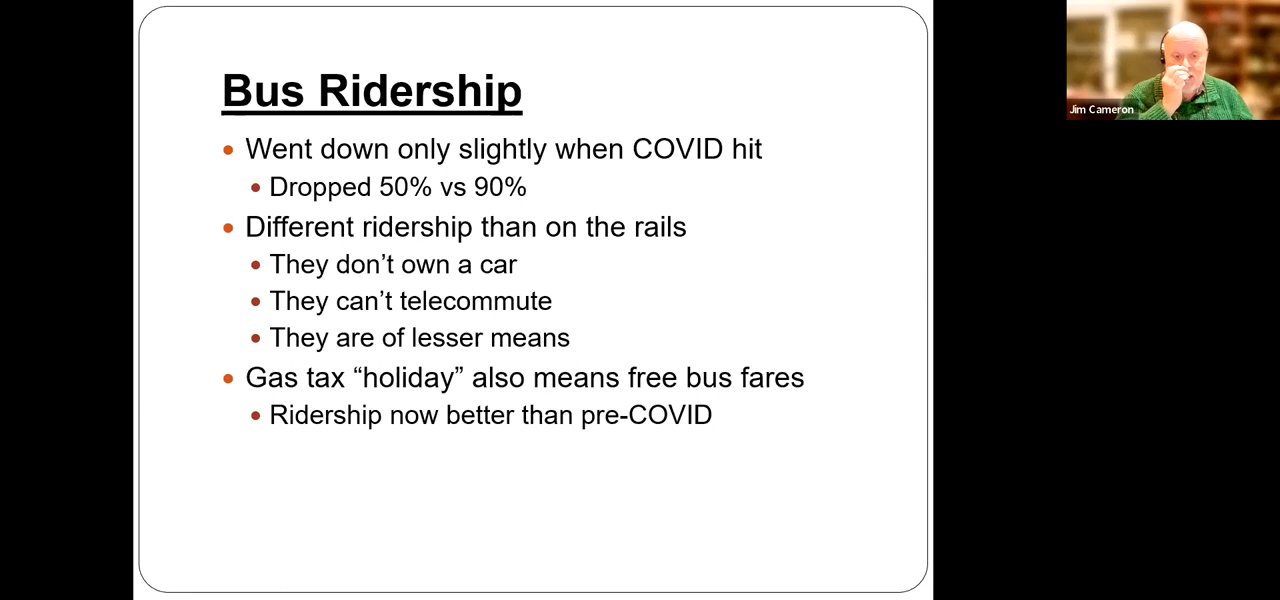 Bus Ridership
• Went down only slightly when COVID hit
• Dropped 50% vs 90%
• Different ridership than on the rails
• They don’t own a car
• They can’t telecommute
• They are of lesser means
• Gas tax “holiday” also means free bus fares
• Ridership now better than pre-COVID
Jim Cameron